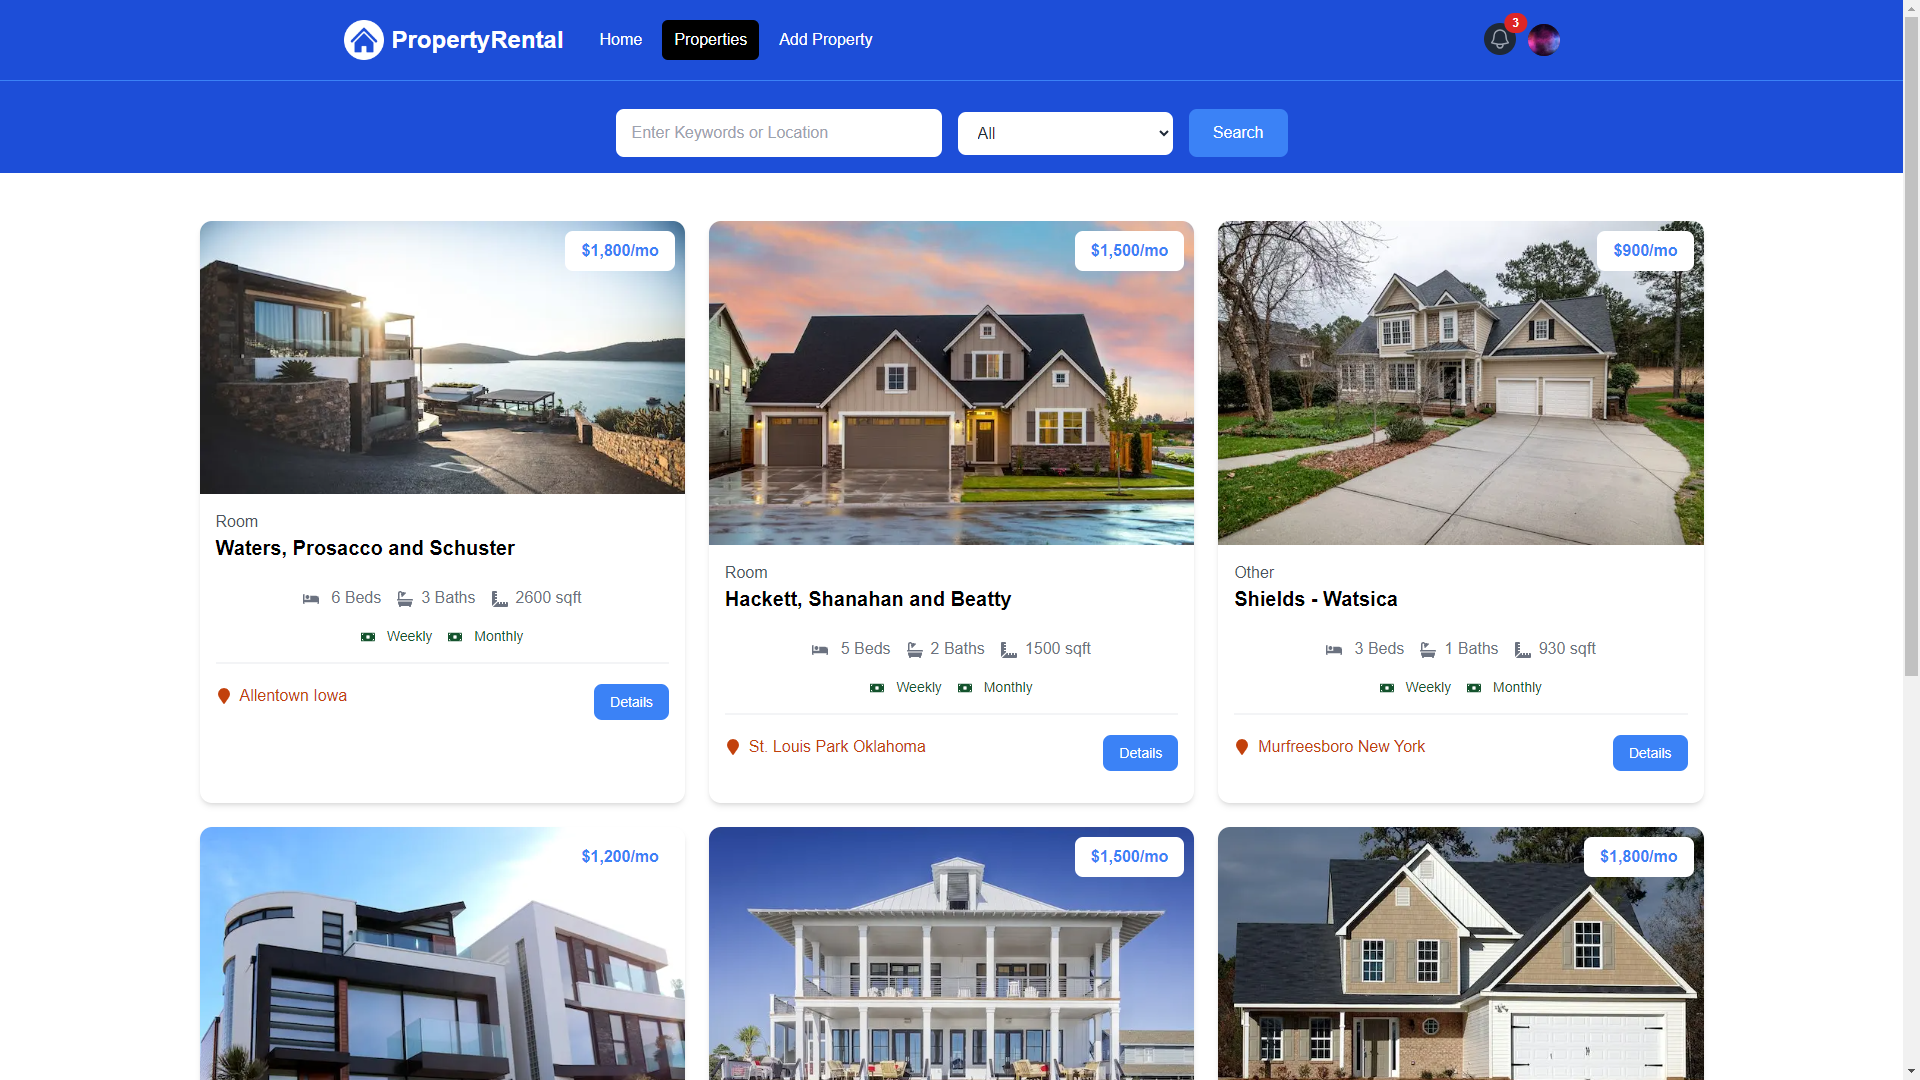 PropertyRental
Home
Properties
Add Property
3
Enter Keywords or Location
All
Search
$1,800/mo
Room
Waters, Prosacco and Schuster
6 Beds 3 Baths 2600 sqft
Weekly Monthly
Allentown Iowa
Details
$1,500/mo
Room
Hackett, Shanahan and Beatty
5 Beds 2 Baths 1500 sqft
Weekly Monthly
St. Louis Park Oklahoma
Details
$900/mo
Other
Shields - Watsica
3 Beds 1 Baths 930 sqft
Weekly Monthly
Murfreesboro New York
Details
$1,200/mo
$1,500/mo
$1,800/mo